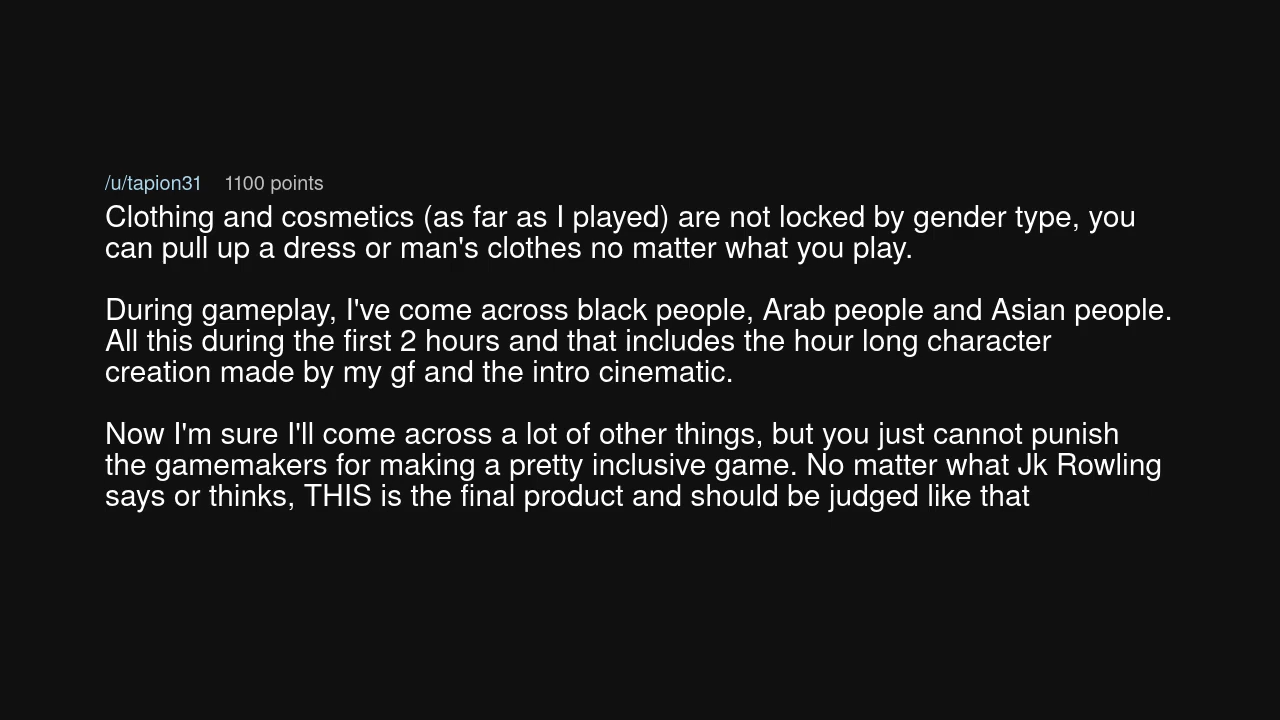 /u/tapion31 1100 points
Clothing and cosmetics (as far as I played) are not locked by gender type, you
can pull up a dress or man's clothes no matter what you play.
During gameplay, I've come across black people, Arab people and Asian people.
All this during the first 2 hours and that includes the hour long character
creation made by my gf and the intro cinematic.
Now I'm sure I'll come across a lot of other things, but you just cannot punish
the gamemakers for making a pretty inclusive game. No matter what Jk Rowling
says or thinks, THIS is the final product and should be judged like that